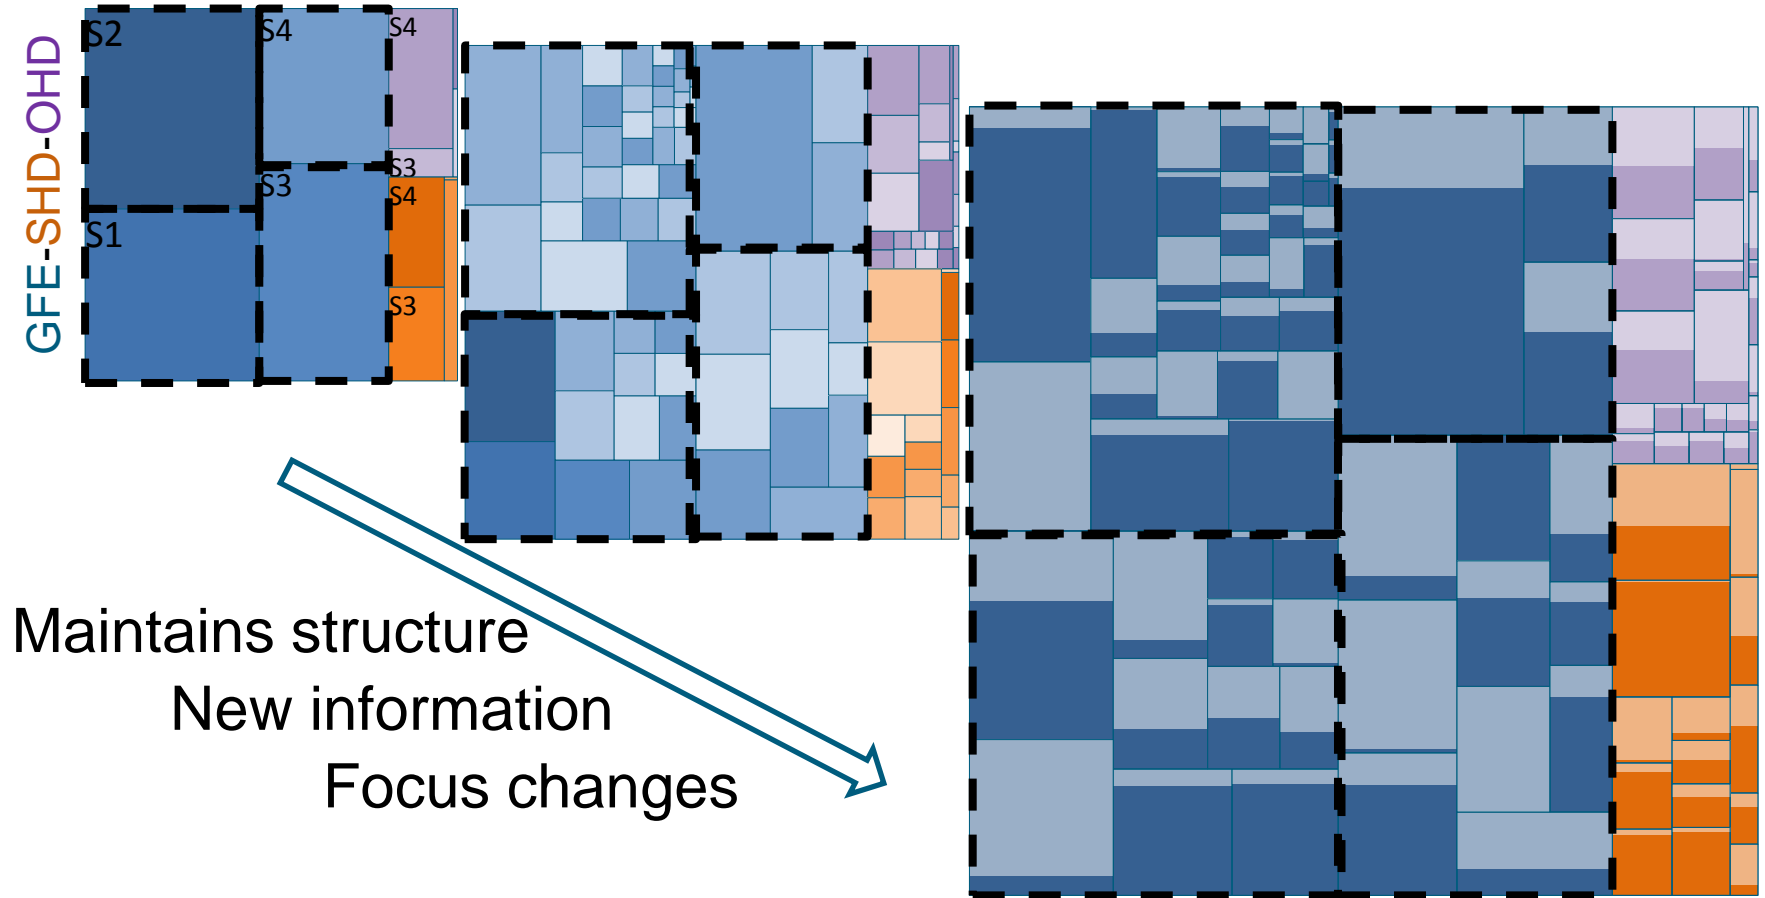 GFE-SHD-OHD
S2
S4
S4
S3
S3
S4
S1
S3
Maintains structure
New information
Focus changes